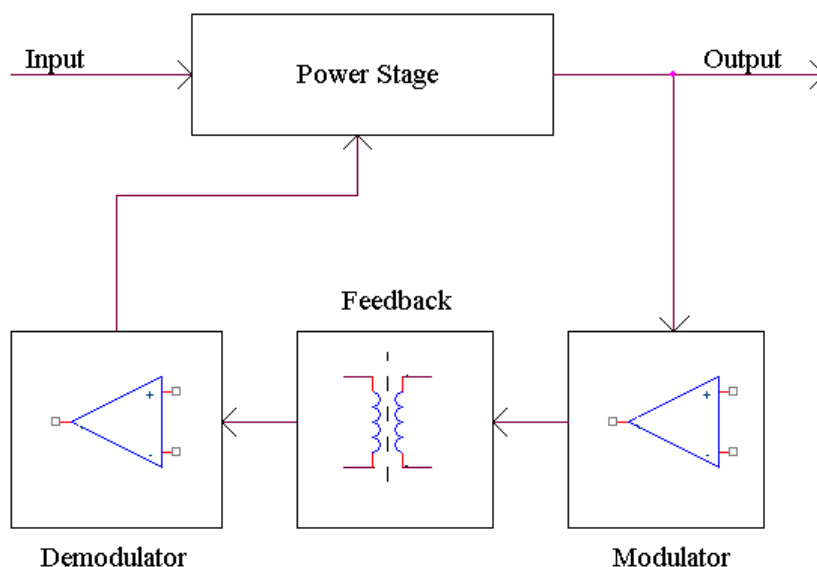 Input
Power Stage
Output
Feedback
+
-
+
-
Demodulator
Modulator